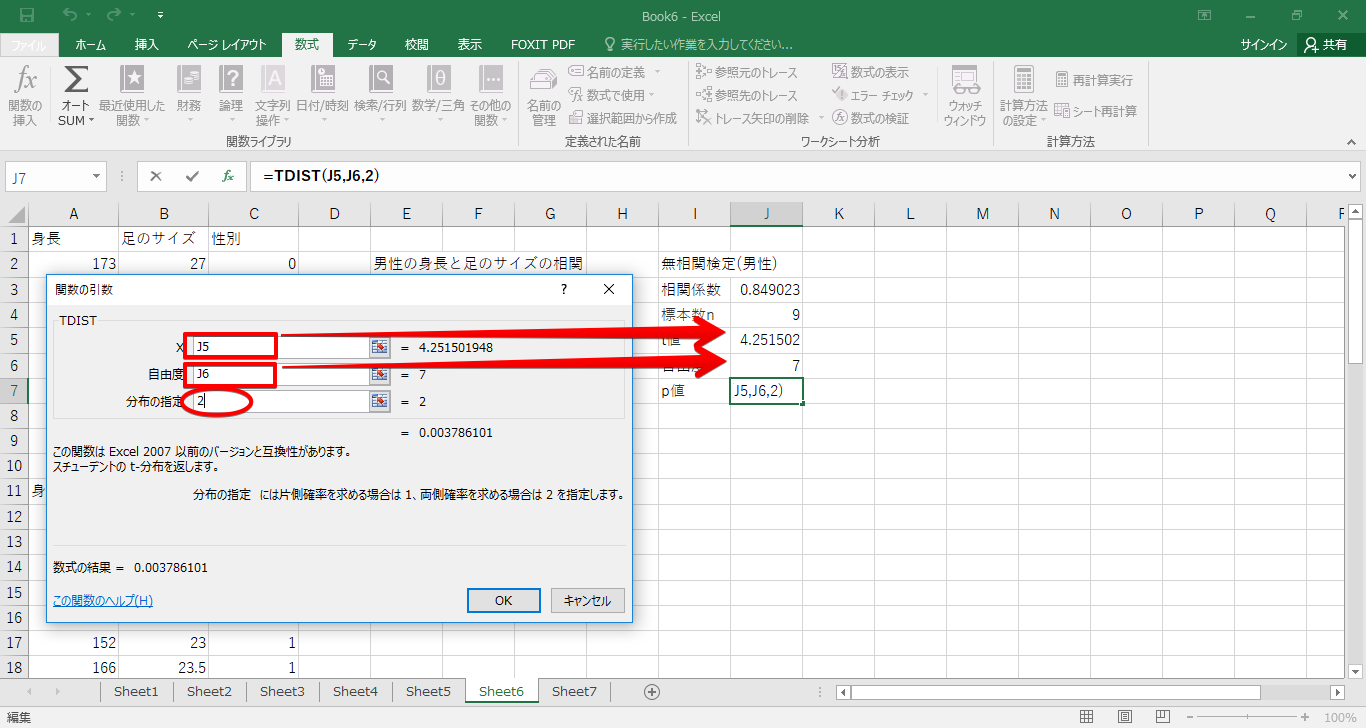 Book6 - Excel
ファイル ホーム 挿入 ページ レイアウト 数式 データ 校閲 表示 FOXIT PDF 実行したい作業を入力してください... サインイン 共有
fx Σ θ
関数の 挿入
オート SUM
最近使用した 関数
財務
論理
文字列 操作
日付/時刻
検索/行列
数学/三角
その他の 関数
関数ライブラリ
名前の 管理
名前の定義
数式で使用
選択範囲から作成
定義された名前
参照元のトレース
参照先のトレース
トレース矢印の削除
数式の表示
エラー チェック
数式の検証
ワークシート分析
ウォッチ ウィンドウ
計算方法 の設定
再計算実行
シート再計算
計算方法
J7 fx =TDIST(J5,J6,2)
A B C D E F G H I J K L M N O P Q
1 身長 足のサイズ 性別
2 173 27 0 男性の身長と足のサイズの相関 無相関検定(男性)
3 相関係数 0.849023
4 標本数n 9
5 t値 4.251502
6 7
7 p値 J5,J6,2)
8
9
10
11 身
12
13
14
15
16
17 152 23 1
18 166 23.5 1
関数の引数 ?
TDIST
X J5 = 4.251501948
自由度 J6 = 7
分布の指定 2 = 2
= 0.003786101
この関数は Excel 2007 以前のバージョンと互換性があります。
スチューデントの t-分布を返します。
分布の指定 には片側確率を求める場合は 1、両側確率を求める場合は 2 を指定します。
数式の結果 = 0.003786101
この関数のヘルプ(H) OK キャンセル
Sheet1 Sheet2 Sheet3 Sheet4 Sheet5 Sheet6 Sheet7
編集 100%